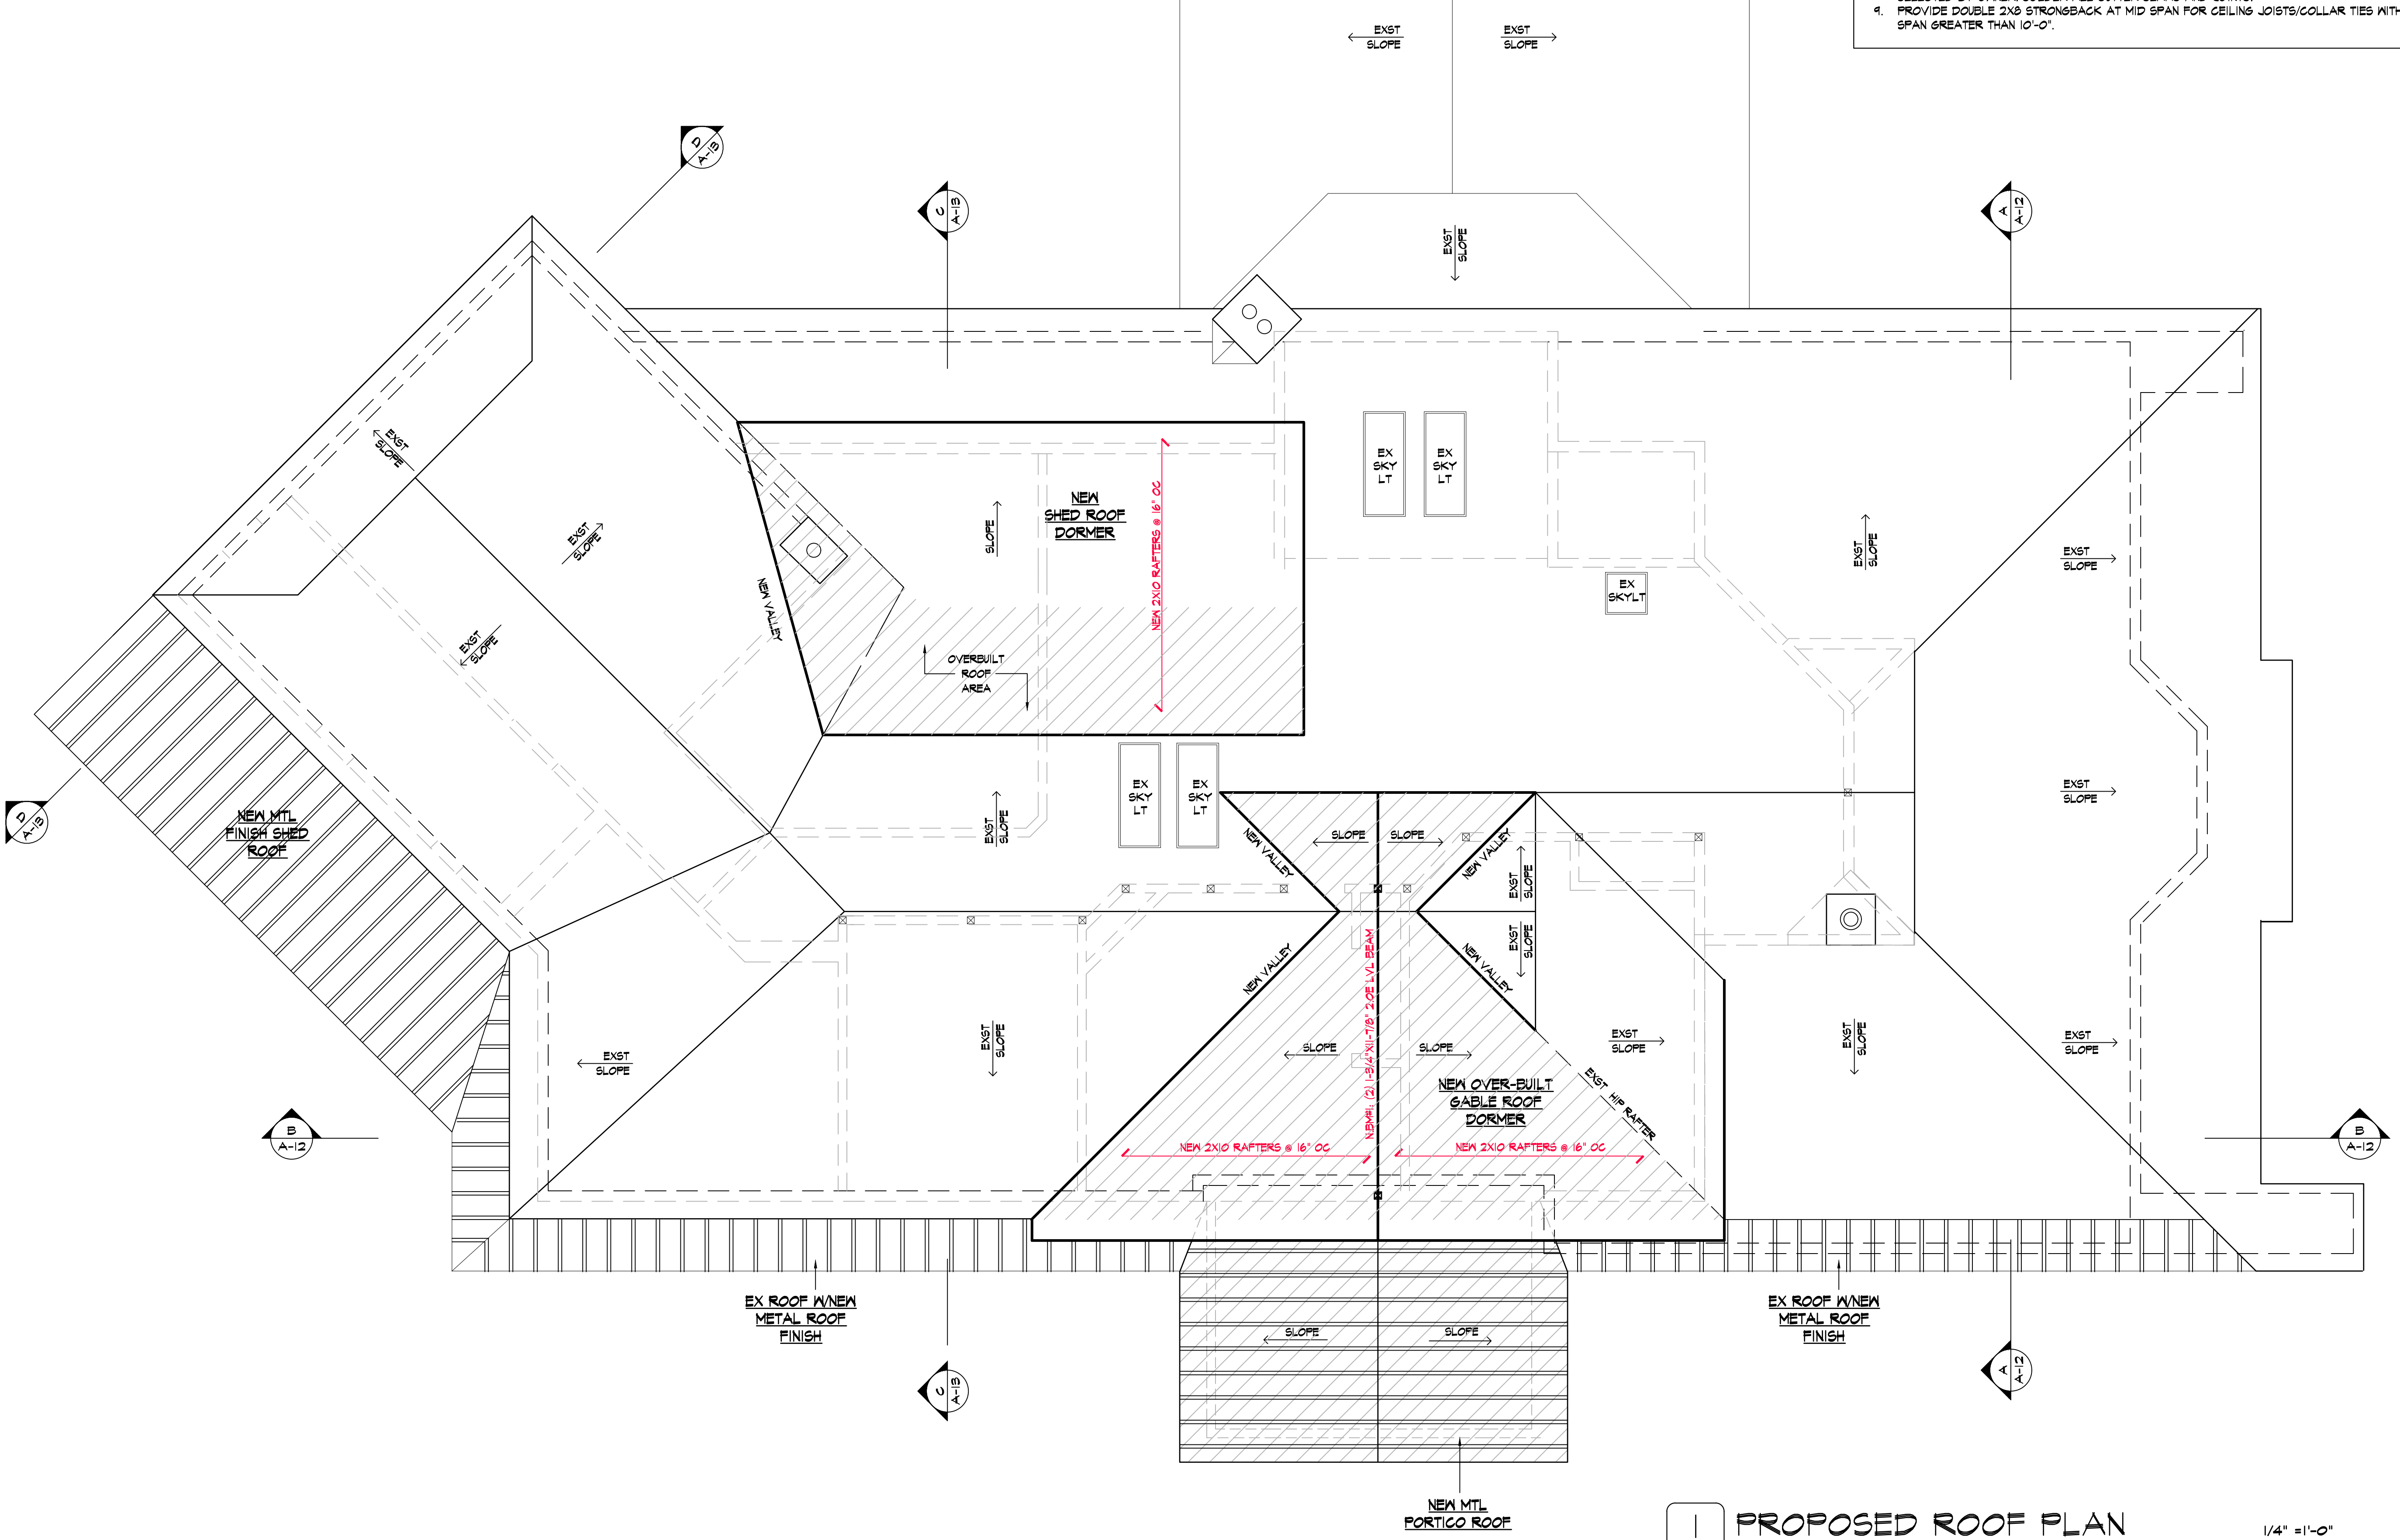 9. PROVIDE DOUBLE 2X8 STRONGBACK AT MID SPAN FOR CEILING JOISTS/COLLAR TIES WITH
SPAN GREATER THAN 10'-0".
EXST
SLOPE
EXST
SLOPE
D
A-13
C
A-13
A
A-12
EXST
SLOPE
EXST
SLOPE
EXST
SLOPE
EXST
SLOPE
NEW
SHED ROOF
DORMER
SLOPE
NEW 2X10 RAFTERS @ 16" OC
NEW VALLEY
OVERBUILT
ROOF
AREA
EX
SKY
LT
EX
SKY
LT
EX
SKYLT
EXST
SLOPE
EXST
SLOPE
EX
SKY
LT
EX
SKY
LT
EXST
SLOPE
EXST
SLOPE
D
A-13
NEW MTL
FINISH SHED
ROOF
SLOPE
SLOPE
NEW VALLEY
NEW VALLEY
EXST
SLOPE
EXST
SLOPE
NEW VALLEY
NEW VALLEY
N.BM#1: (2) 1-3/4"X11-7/8" 2.0E LVL BEAM
EXST
SLOPE
EXST
SLOPE
SLOPE
SLOPE
EXST
SLOPE
EXST
SLOPE
EXST
SLOPE
NEW OVER-BUILT
GABLE ROOF
DORMER
EXST HIP RAFTER
B
A-12
NEW 2X10 RAFTERS @ 16" OC
NEW 2X10 RAFTERS @ 16" OC
B
A-12
EX ROOF W/NEW
METAL ROOF
FINISH
EX ROOF W/NEW
METAL ROOF
FINISH
SLOPE
SLOPE
C
A-13
A
A-12
NEW MTL
PORTICO ROOF
1
PROPOSED ROOF PLAN
1/4" =1'-0"